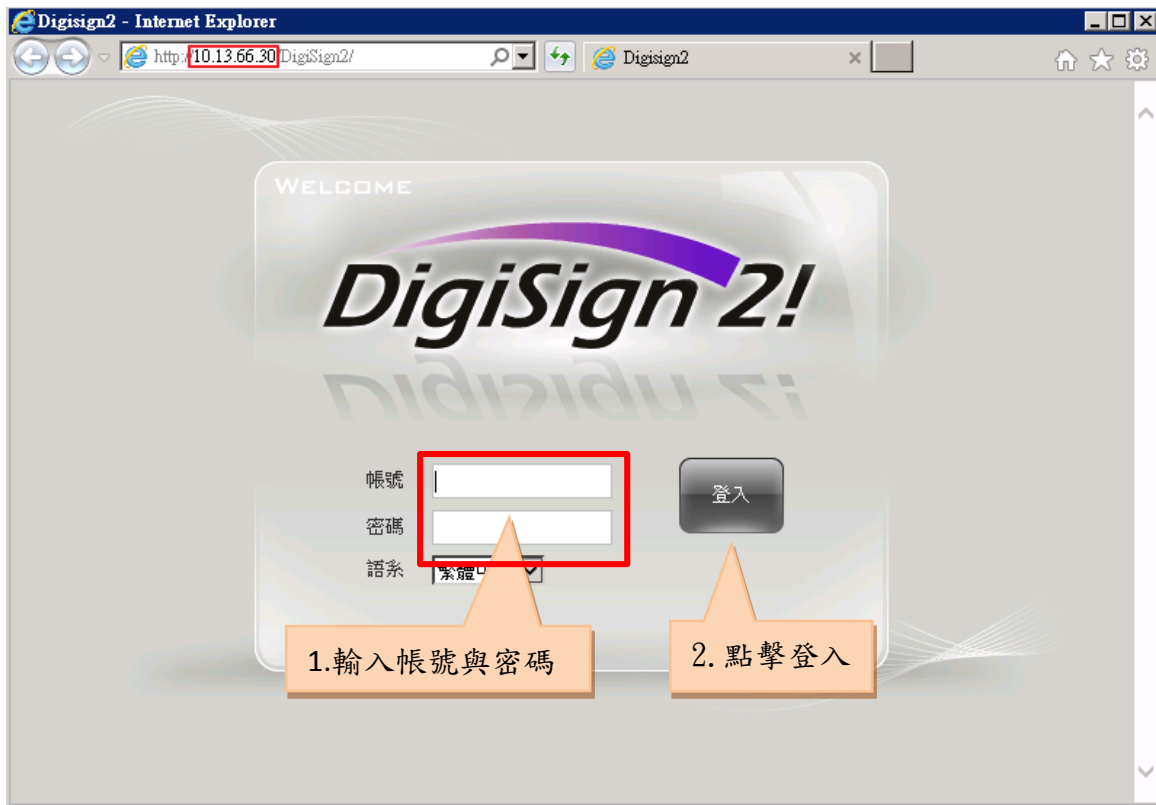 Digisign2 - Internet Explorer
http://10.13.66.30/DigiSign2/
Digisign2
WELCOME
DigiSign 2!
帳號
登入
密碼
語系
繁體
1.輸入帳號與密碼
2.點擊登入